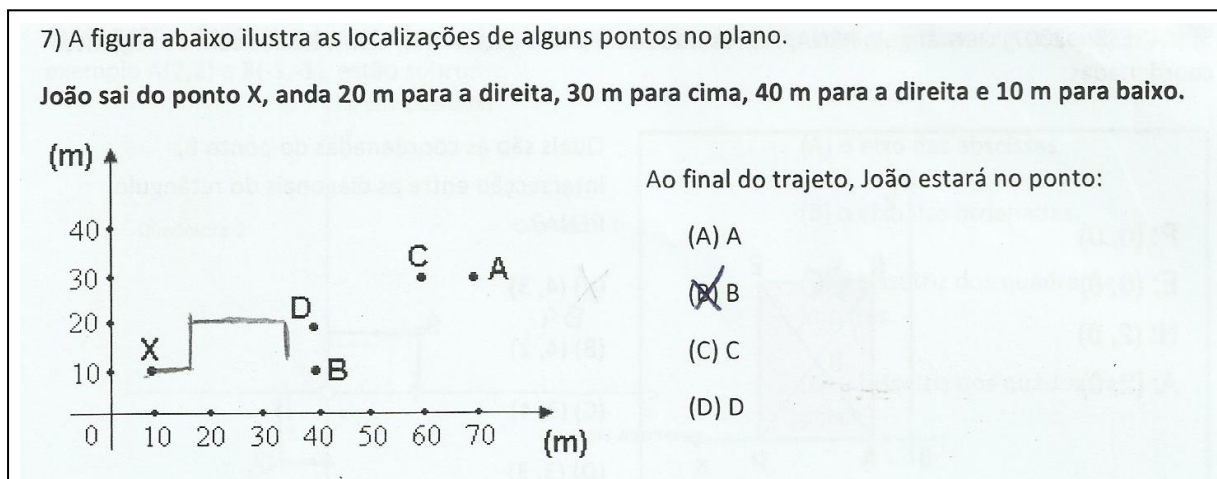 7) A figura abaixo ilustra as localizações de alguns pontos no plano.
João sai do ponto X, anda 20 m para a direita, 30 m para cima, 40 m para a direita e 10 m para baixo.
(m)
40
30
20
10
X
D
B
C
A
0 10 20 30 40 50 60 70
(m)
Ao final do trajeto, João estará no ponto:
(A) A
(B) B
(C) C
(D) D